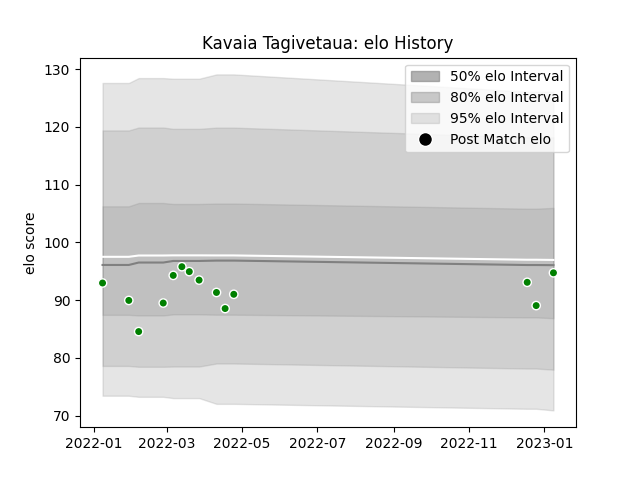 Kavaia Tagivetaua: elo History
130
120
110
100
90
80
70
elo score
50% elo Interval
80% elo Interval
95% elo Interval
Post Match elo
2022-01 2022-03 2022-05 2022-07 2022-09 2022-11 2023-01